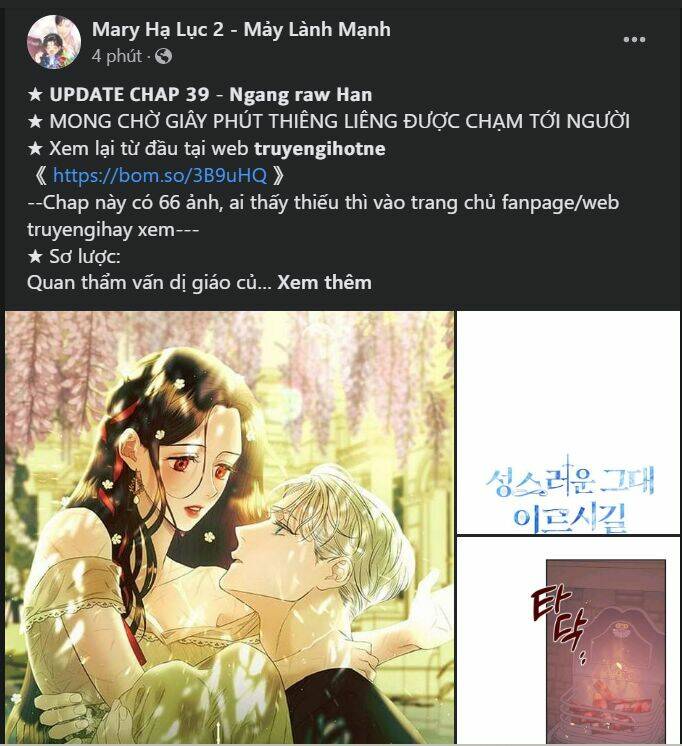 Mary Hạ Lục 2 - Mảy Lành Mạnh
4 phút ·
★ UPDATE CHAP 39 - Ngang raw Han
★ MONG CHỜ GIÂY PHÚT THIÊNG LIÊNG ĐƯỢC CHẠM TỚI NGƯỜI
★ Xem lại từ đầu tại web truyengihotne
《 https://bom.so/3B9uHQ 》
--Chap này có 66 ảnh, ai thấy thiếu thì vào trang chủ fanpage/web
truyengihay xem---
★ Sơ lược:
Quan thẩm vấn dị giáo củ... Xem thêm
성스러운 그대
이르시길
타
닥